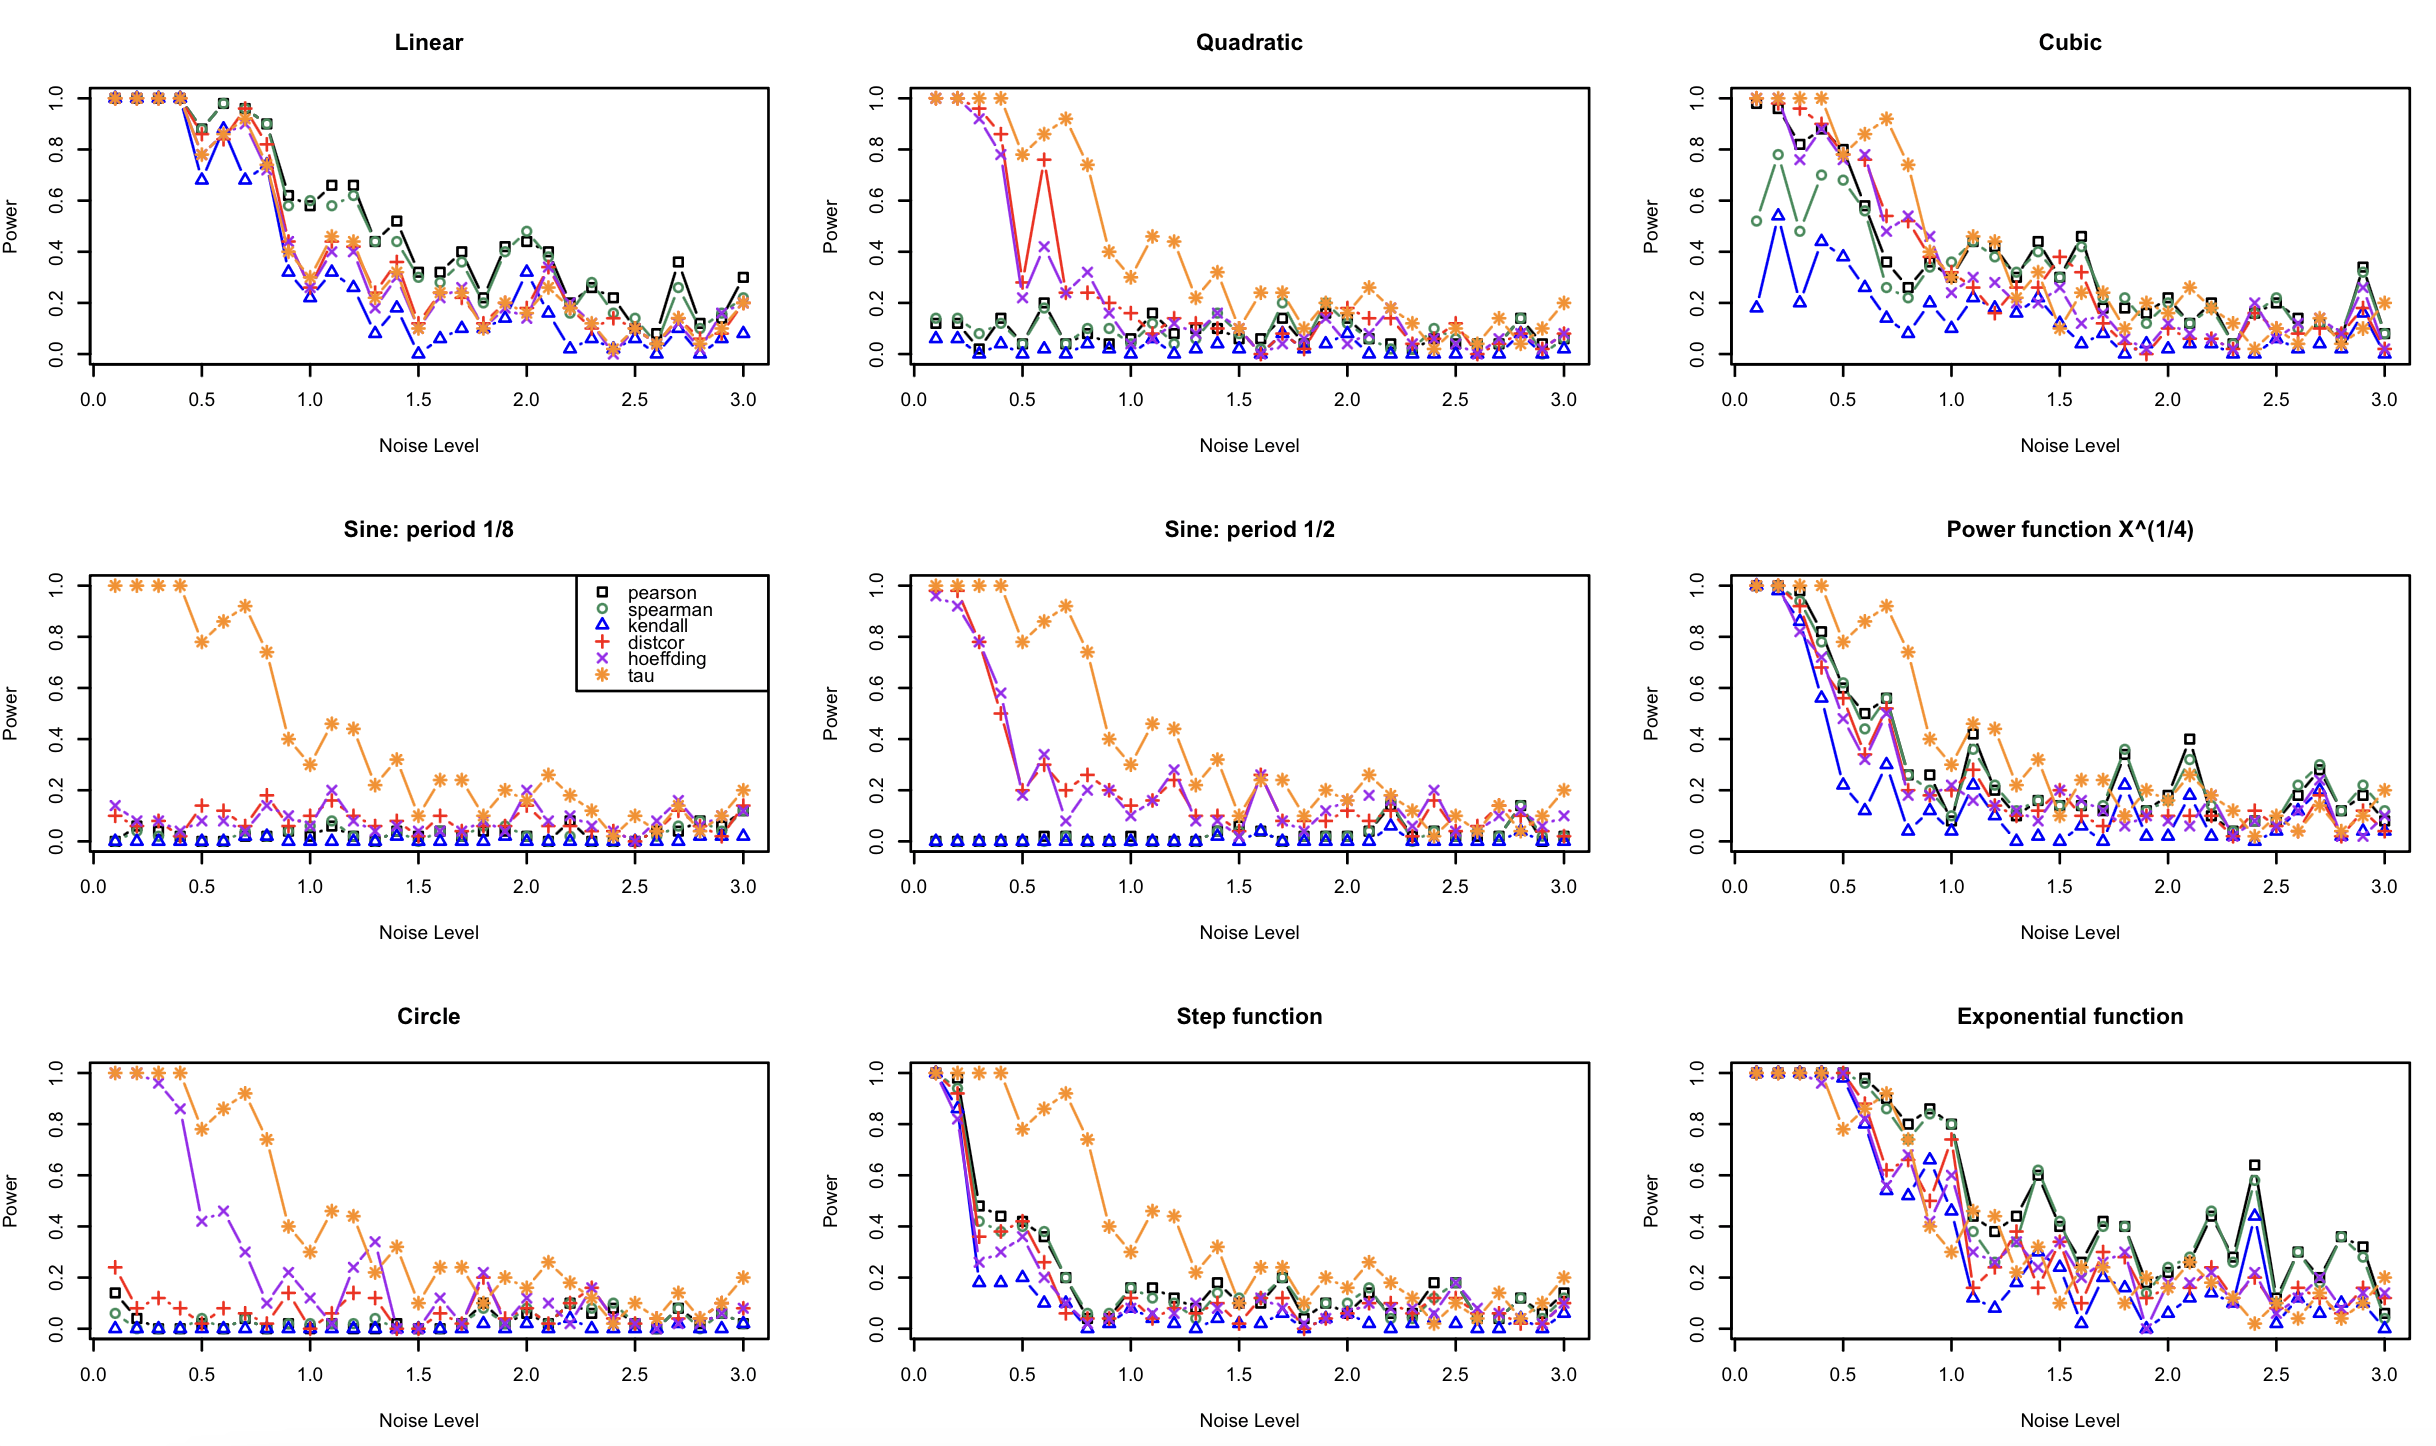 Linear
Quadratic
Cubic
Power
1.0
0.8
0.6
0.4
0.2
0.0
Power
1.0
0.8
0.6
0.4
0.2
0.0
Power
1.0
0.8
0.6
0.4
0.2
0.0
0.0 0.5 1.0 1.5 2.0 2.5 3.0
0.0 0.5 1.0 1.5 2.0 2.5 3.0
0.0 0.5 1.0 1.5 2.0 2.5 3.0
Noise Level
Noise Level
Noise Level
Sine: period 1/8
Sine: period 1/2
Power function X^(1/4)
Power
1.0
0.8
0.6
0.4
0.2
0.0
pearson
spearman
kendall
distcor
hoeffding
tau
Power
1.0
0.8
0.6
0.4
0.2
0.0
Power
1.0
0.8
0.6
0.4
0.2
0.0
0.0 0.5 1.0 1.5 2.0 2.5 3.0
0.0 0.5 1.0 1.5 2.0 2.5 3.0
0.0 0.5 1.0 1.5 2.0 2.5 3.0
Noise Level
Noise Level
Noise Level
Circle
Step function
Exponential function
Power
1.0
0.8
0.6
0.4
0.2
0.0
Power
1.0
0.8
0.6
0.4
0.2
0.0
Power
1.0
0.8
0.6
0.4
0.2
0.0
0.0 0.5 1.0 1.5 2.0 2.5 3.0
0.0 0.5 1.0 1.5 2.0 2.5 3.0
0.0 0.5 1.0 1.5 2.0 2.5 3.0
Noise Level
Noise Level
Noise Level